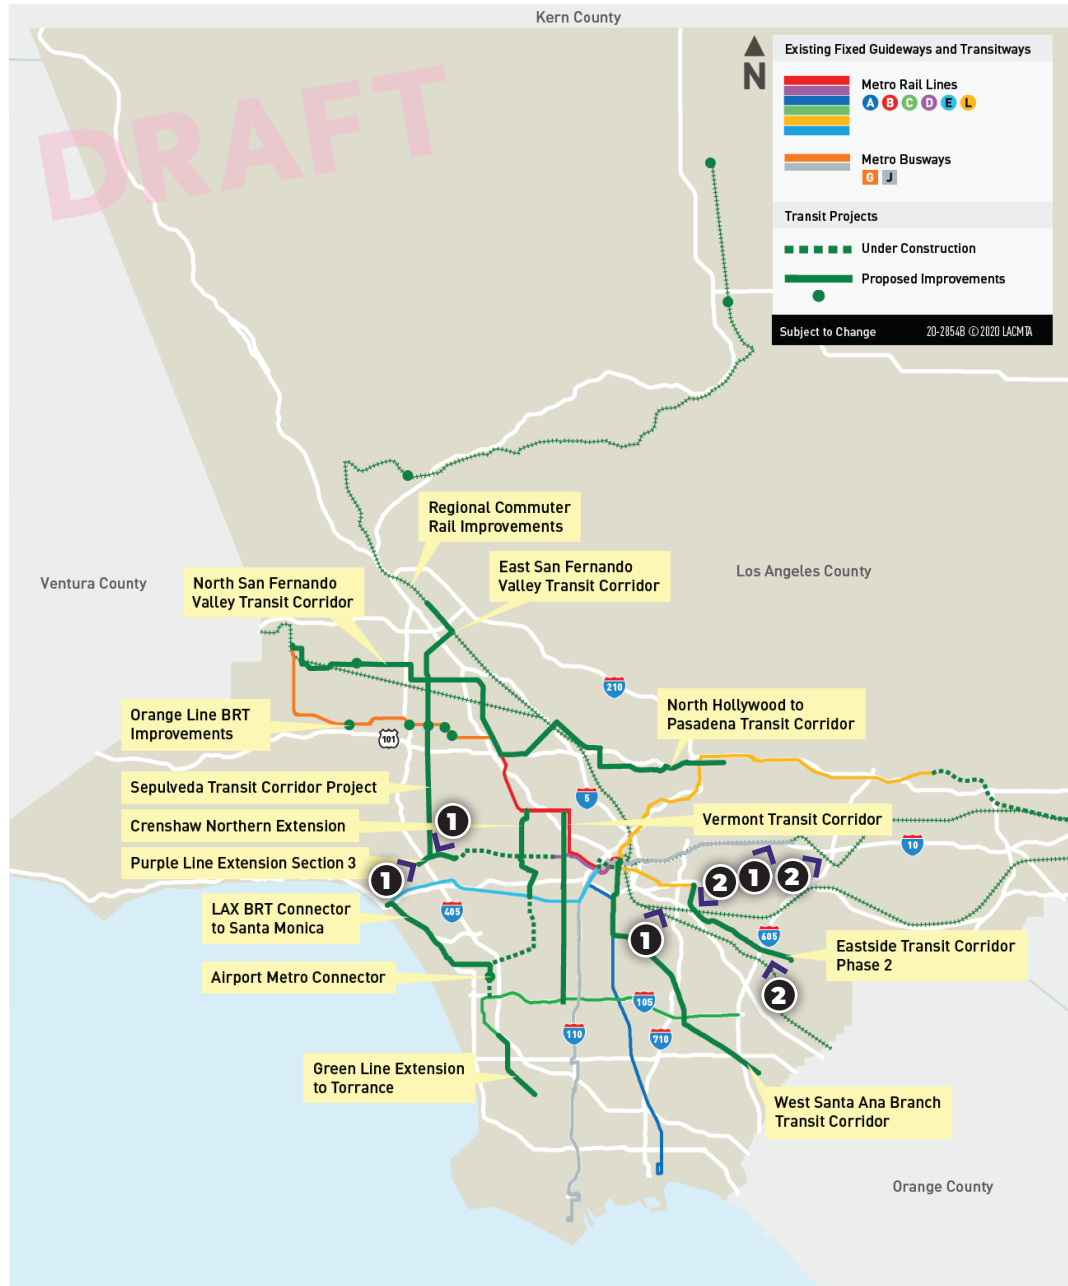 Kern County
DRAFT
N
Existing Fixed Guideways and Transitways
Metro Rail Lines
A B C D E L
Metro Busways
G J
Transit Projects
Under Construction
Proposed Improvements
Subject to Change 20-2854B ©2020 LACMTA
Regional Commuter
Rail Improvements
East San Fernando
Valley Transit Corridor
Ventura County
Los Angeles County
North San Fernando
Valley Transit Corridor
210
North Hollywood to
Pasadena Transit Corridor
Orange Line BRT
Improvements
101
Sepulveda Transit Corridor Project
5
Crenshaw Northern Extension
1
Vermont Transit Corridor
10
Purple Line Extension Section 3
1
2
1
2
LAX BRT Connector
to Santa Monica
405
1
605
Eastside Transit Corridor
Phase 2
Airport Metro Connector
2
105
110
710
Green Line Extension
to Torrance
West Santa Ana Branch
Transit Corridor
Orange County